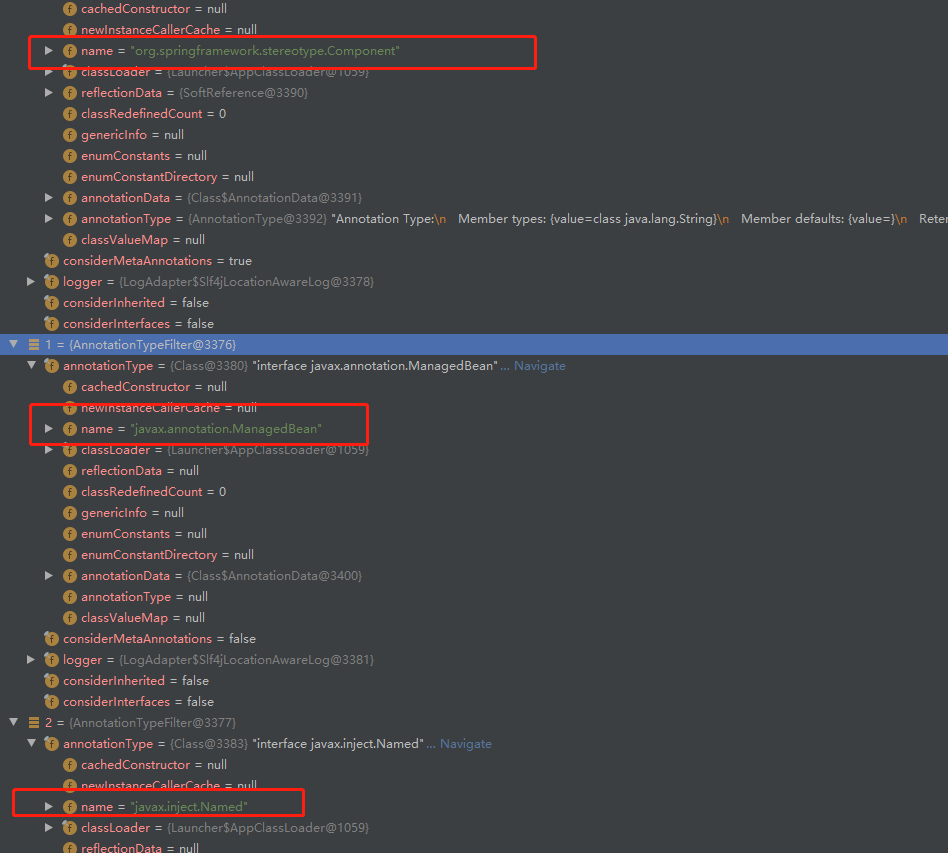 cachedConstructor = null
newInstanceCallerCache = null
name = "org.springframework.stereotype.Component"
classLoader = {Launcher$AppClassLoader@1059}
reflectionData = {SoftReference@3390}
classRedefinedCount = 0
genericInfo = null
enumConstants = null
enumConstantDirectory = null
annotationData = {Class$AnnotationData@3391}
annotationType = {AnnotationType@3392} "Annotation Type:\n   Member types: {value=class java.lang.String}\n   Member defaults: {value=}\n   Reten
classValueMap = null
considerMetaAnnotations = true
logger = {LogAdapter$Slf4jLocationAwareLog@3378}
considerInherited = false
considerInterfaces = false
1 = {AnnotationTypeFilter@3376}
annotationType = {Class@3380} "interface javax.annotation.ManagedBean"... Navigate
cachedConstructor = null
newInstanceCallerCache = null
name = "javax.annotation.ManagedBean"
classLoader = {Launcher$AppClassLoader@1059}
reflectionData = null
classRedefinedCount = 0
genericInfo = null
enumConstants = null
enumConstantDirectory = null
annotationData = {Class$AnnotationData@3400}
annotationType = null
classValueMap = null
considerMetaAnnotations = false
logger = {LogAdapter$Slf4jLocationAwareLog@3381}
considerInherited = false
considerInterfaces = false
2 = {AnnotationTypeFilter@3377}
annotationType = {Class@3383} "interface javax.inject.Named"... Navigate
cachedConstructor = null
newInstanceCallerCache = null
name = "javax.inject.Named"
classLoader = {Launcher$AppClassLoader@1059}
reflectionData = null